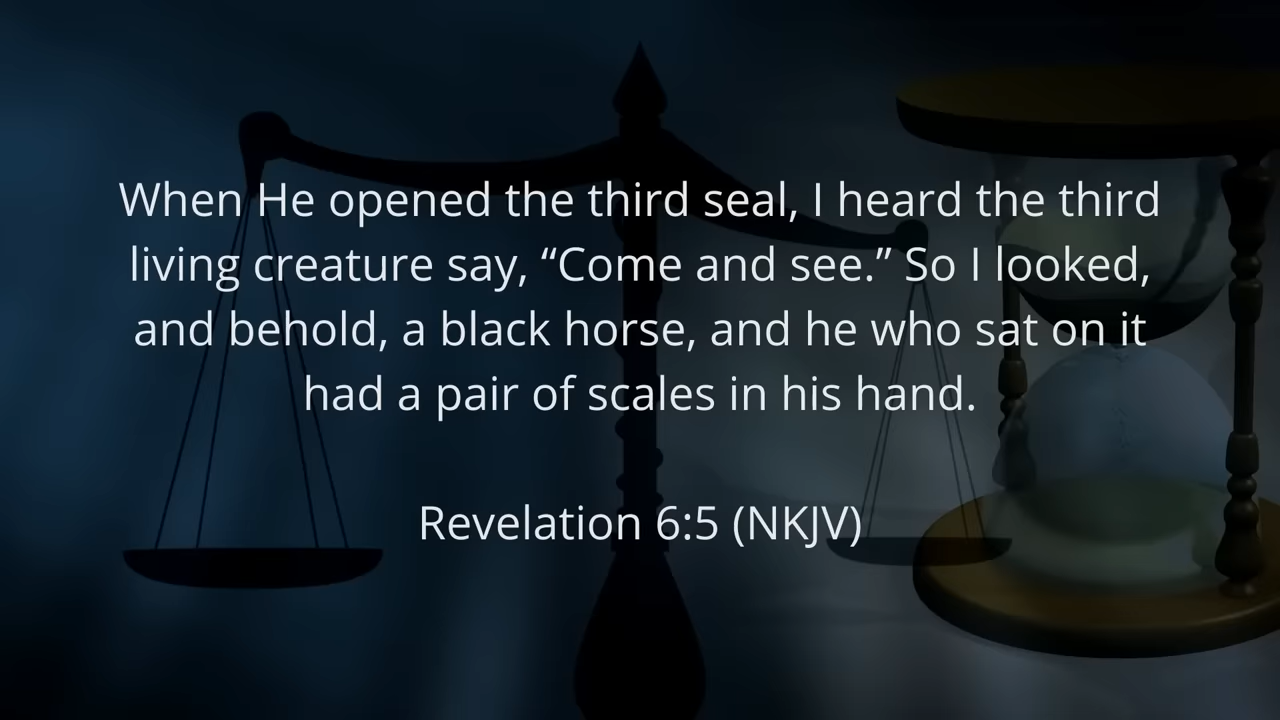 When He opened the third seal, I heard the third
living creature say, “Come and see.” So I looked,
and behold, a black horse, and he who sat on it
had a pair of scales in his hand.
Revelation 6:5 (NKJV)